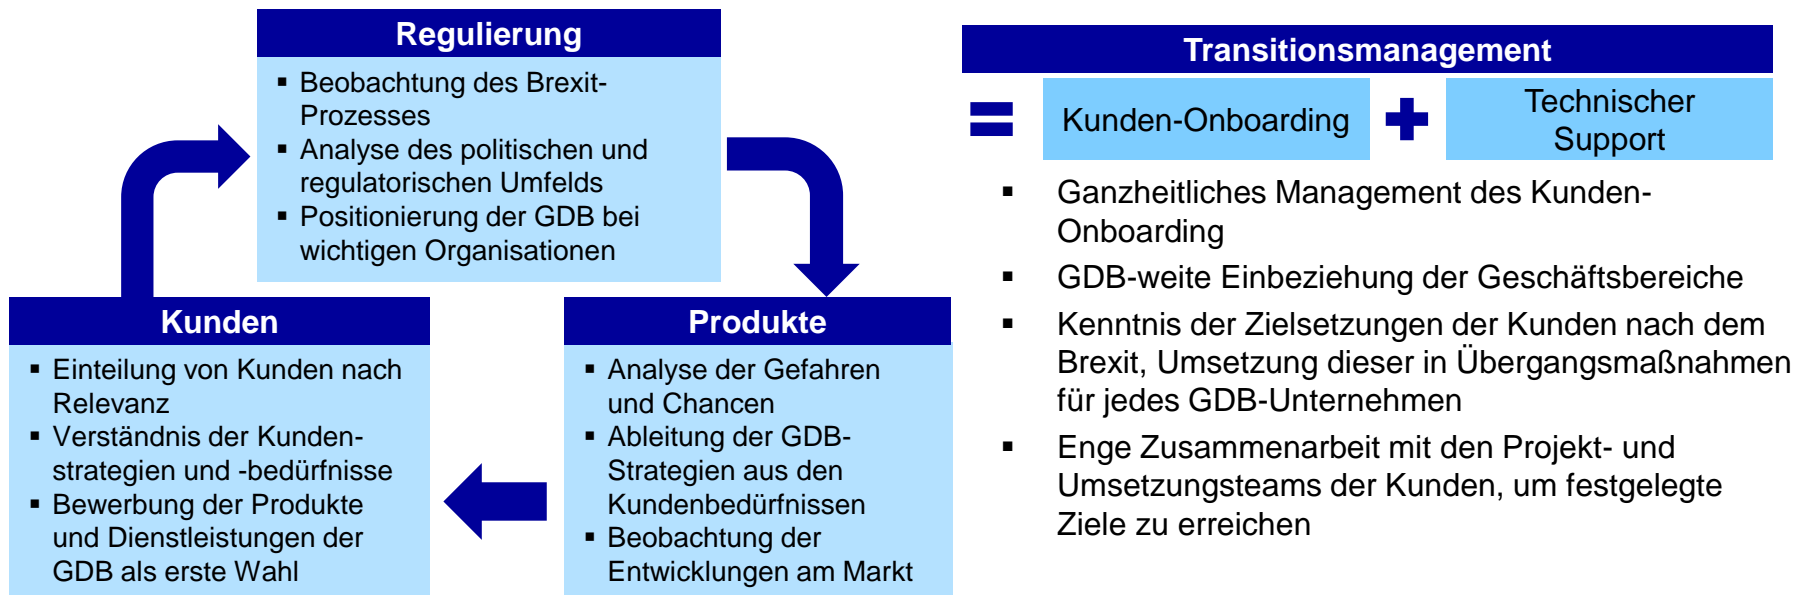 Regulierung
▪ Beobachtung des Brexit-
Prozesses
▪ Analyse des politischen und
regulatorischen Umfelds
▪ Positionierung der GDB bei
wichtigen Organisationen
Kunden
▪ Einteilung von Kunden nach
Relevanz
▪ Verständnis der Kunden-
strategien und -bedürfnisse
▪ Bewerbung der Produkte
und Dienstleistungen der
GDB als erste Wahl
Produkte
▪ Analyse der Gefahren
und Chancen
▪ Ableitung der GDB-
Strategien aus den
Kundenbedürfnissen
▪ Beobachtung der
Entwicklungen am Markt
Transitionsmanagement
= Kunden-Onboarding + Technischer
Support
▪ Ganzheitliches Management des Kunden-
Onboarding
▪ GDB-weite Einbeziehung der Geschäftsbereiche
▪ Kenntnis der Zielsetzungen der Kunden nach dem
Brexit, Umsetzung dieser in Übergangsmaßnahmen
für jedes GDB-Unternehmen
▪ Enge Zusammenarbeit mit den Projekt- und
Umsetzungsteams der Kunden, um festgelegte
Ziele zu erreichen